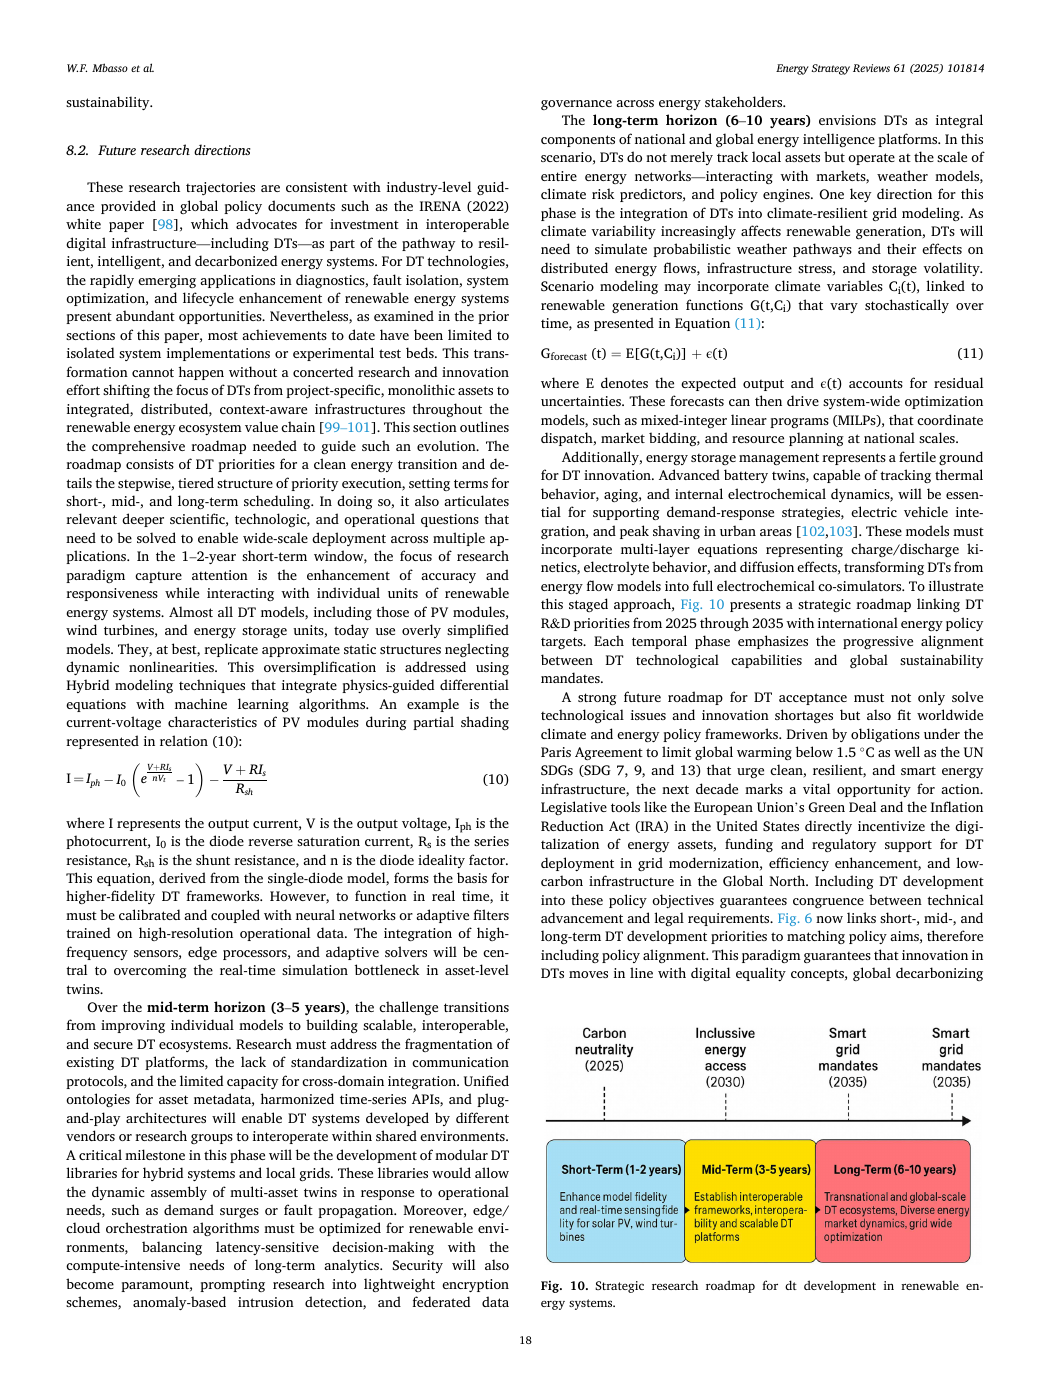 W.F. Mbasso et al.
Energy Strategy Reviews 61 (2025) 101814
sustainability.
8.2. Future research directions
These research trajectories are consistent with industry-level guid-
ance provided in global policy documents such as the IRENA (2022)
white paper [98], which advocates for investment in interoperable
digital infrastructure—including DTs—as part of the pathway to resil-
ient, intelligent, and decarbonized energy systems. For DT technologies,
the rapidly emerging applications in diagnostics, fault isolation, system
optimization, and lifecycle enhancement of renewable energy systems
present abundant opportunities. Nevertheless, as examined in the prior
sections of this paper, most achievements to date have been limited to
isolated system implementations or experimental test beds. This trans-
formation cannot happen without a concerted research and innovation
effort shifting the focus of DTs from project-specific, monolithic assets to
integrated, distributed, context-aware infrastructures throughout the
renewable energy ecosystem value chain [99–101]. This section outlines
the comprehensive roadmap needed to guide such an evolution. The
roadmap consists of DT priorities for a clean energy transition and de-
tails the stepwise, tiered structure of priority execution, setting terms for
short-, mid-, and long-term scheduling. In doing so, it also articulates
relevant deeper scientific, technologic, and operational questions that
need to be solved to enable wide-scale deployment across multiple ap-
plications. In the 1–2-year short-term window, the focus of research
paradigm capture attention is the enhancement of accuracy and
responsiveness while interacting with individual units of renewable
energy systems. Almost all DT models, including those of PV modules,
wind turbines, and energy storage units, today use overly simplified
models. They, at best, replicate approximate static structures neglecting
dynamic nonlinearities. This oversimplification is addressed using
Hybrid modeling techniques that integrate physics-guided differential
equations with machine learning algorithms. An example is the
current-voltage characteristics of PV modules during partial shading
represented in relation (10):
I = I_ph − I_0 ( e^((V+RI_s)/(nV_t)) − 1 ) − (V + RI_s)/R_sh (10)
where I represents the output current, V is the output voltage, I_ph is the
photocurrent, I_0 is the diode reverse saturation current, R_s is the series
resistance, R_sh is the shunt resistance, and n is the diode ideality factor.
This equation, derived from the single-diode model, forms the basis for
higher-fidelity DT frameworks. However, to function in real time, it
must be calibrated and coupled with neural networks or adaptive filters
trained on high-resolution operational data. The integration of high-
frequency sensors, edge processors, and adaptive solvers will be cen-
tral to overcoming the real-time simulation bottleneck in asset-level
twins.
Over the mid-term horizon (3–5 years), the challenge transitions
from improving individual models to building scalable, interoperable,
and secure DT ecosystems. Research must address the fragmentation of
existing DT platforms, the lack of standardization in communication
protocols, and the limited capacity for cross-domain integration. Unified
ontologies for asset metadata, harmonized time-series APIs, and plug-
and-play architectures will enable DT systems developed by different
vendors or research groups to interoperate within shared environments.
A critical milestone in this phase will be the development of modular DT
libraries for hybrid systems and local grids. These libraries would allow
the dynamic assembly of multi-asset twins in response to operational
needs, such as demand surges or fault propagation. Moreover, edge/
cloud orchestration algorithms must be optimized for renewable envi-
ronments, balancing latency-sensitive decision-making with the
compute-intensive needs of long-term analytics. Security will also
become paramount, prompting research into lightweight encryption
schemes, anomaly-based intrusion detection, and federated data
governance across energy stakeholders.
The long-term horizon (6–10 years) envisions DTs as integral
components of national and global energy intelligence platforms. In this
scenario, DTs do not merely track local assets but operate at the scale of
entire energy networks—interacting with markets, weather models,
climate risk predictors, and policy engines. One key direction for this
phase is the integration of DTs into climate-resilient grid modeling. As
climate variability increasingly affects renewable generation, DTs will
need to simulate probabilistic weather pathways and their effects on
distributed energy flows, infrastructure stress, and storage volatility.
Scenario modeling may incorporate climate variables C_i(t), linked to
renewable generation functions G(t,C_i) that vary stochastically over
time, as presented in Equation (11):
G_forecast (t) = E[G(t,C_i)] + ϵ(t) (11)
where E denotes the expected output and ϵ(t) accounts for residual
uncertainties. These forecasts can then drive system-wide optimization
models, such as mixed-integer linear programs (MILPs), that coordinate
dispatch, market bidding, and resource planning at national scales.
Additionally, energy storage management represents a fertile ground
for DT innovation. Advanced battery twins, capable of tracking thermal
behavior, aging, and internal electrochemical dynamics, will be essen-
tial for supporting demand-response strategies, electric vehicle inte-
gration, and peak shaving in urban areas [102,103]. These models must
incorporate multi-layer equations representing charge/discharge ki-
netics, electrolyte behavior, and diffusion effects, transforming DTs from
energy flow models into full electrochemical co-simulators. To illustrate
this staged approach, Fig. 10 presents a strategic roadmap linking DT
R&D priorities from 2025 through 2035 with international energy policy
targets. Each temporal phase emphasizes the progressive alignment
between DT technological capabilities and global sustainability
mandates.
A strong future roadmap for DT acceptance must not only solve
technological issues and innovation shortages but also fit worldwide
climate and energy policy frameworks. Driven by obligations under the
Paris Agreement to limit global warming below 1.5 °C as well as the UN
SDGs (SDG 7, 9, and 13) that urge clean, resilient, and smart energy
infrastructure, the next decade marks a vital opportunity for action.
Legislative tools like the European Union's Green Deal and the Inflation
Reduction Act (IRA) in the United States directly incentivize the digi-
talization of energy assets, funding and regulatory support for DT
deployment in grid modernization, efficiency enhancement, and low-
carbon infrastructure in the Global North. Including DT development
into these policy objectives guarantees congruence between technical
advancement and legal requirements. Fig. 6 now links short-, mid-, and
long-term DT development priorities to matching policy aims, therefore
including policy alignment. This paradigm guarantees that innovation in
DTs moves in line with digital equality concepts, global decarbonizing
Carbon
neutrality
(2025)
Inclussive
energy
access
(2030)
Smart
grid
mandates
(2035)
Smart
grid
mandates
(2035)
Short-Term (1-2 years)
Enhance model fidelity
and real-time sensing fide
lity for solar PV, wind tur-
bines
Mid-Term (3-5 years)
Establish interoperable
frameworks, interopera-
bility and scalable DT
platforms
Long-Term (6-10 years)
Transnational and global-scale
DT ecosystems, Diverse energy
market dynamics, grid wide
optimization
Fig. 10. Strategic research roadmap for dt development in renewable en-
ergy systems.
18